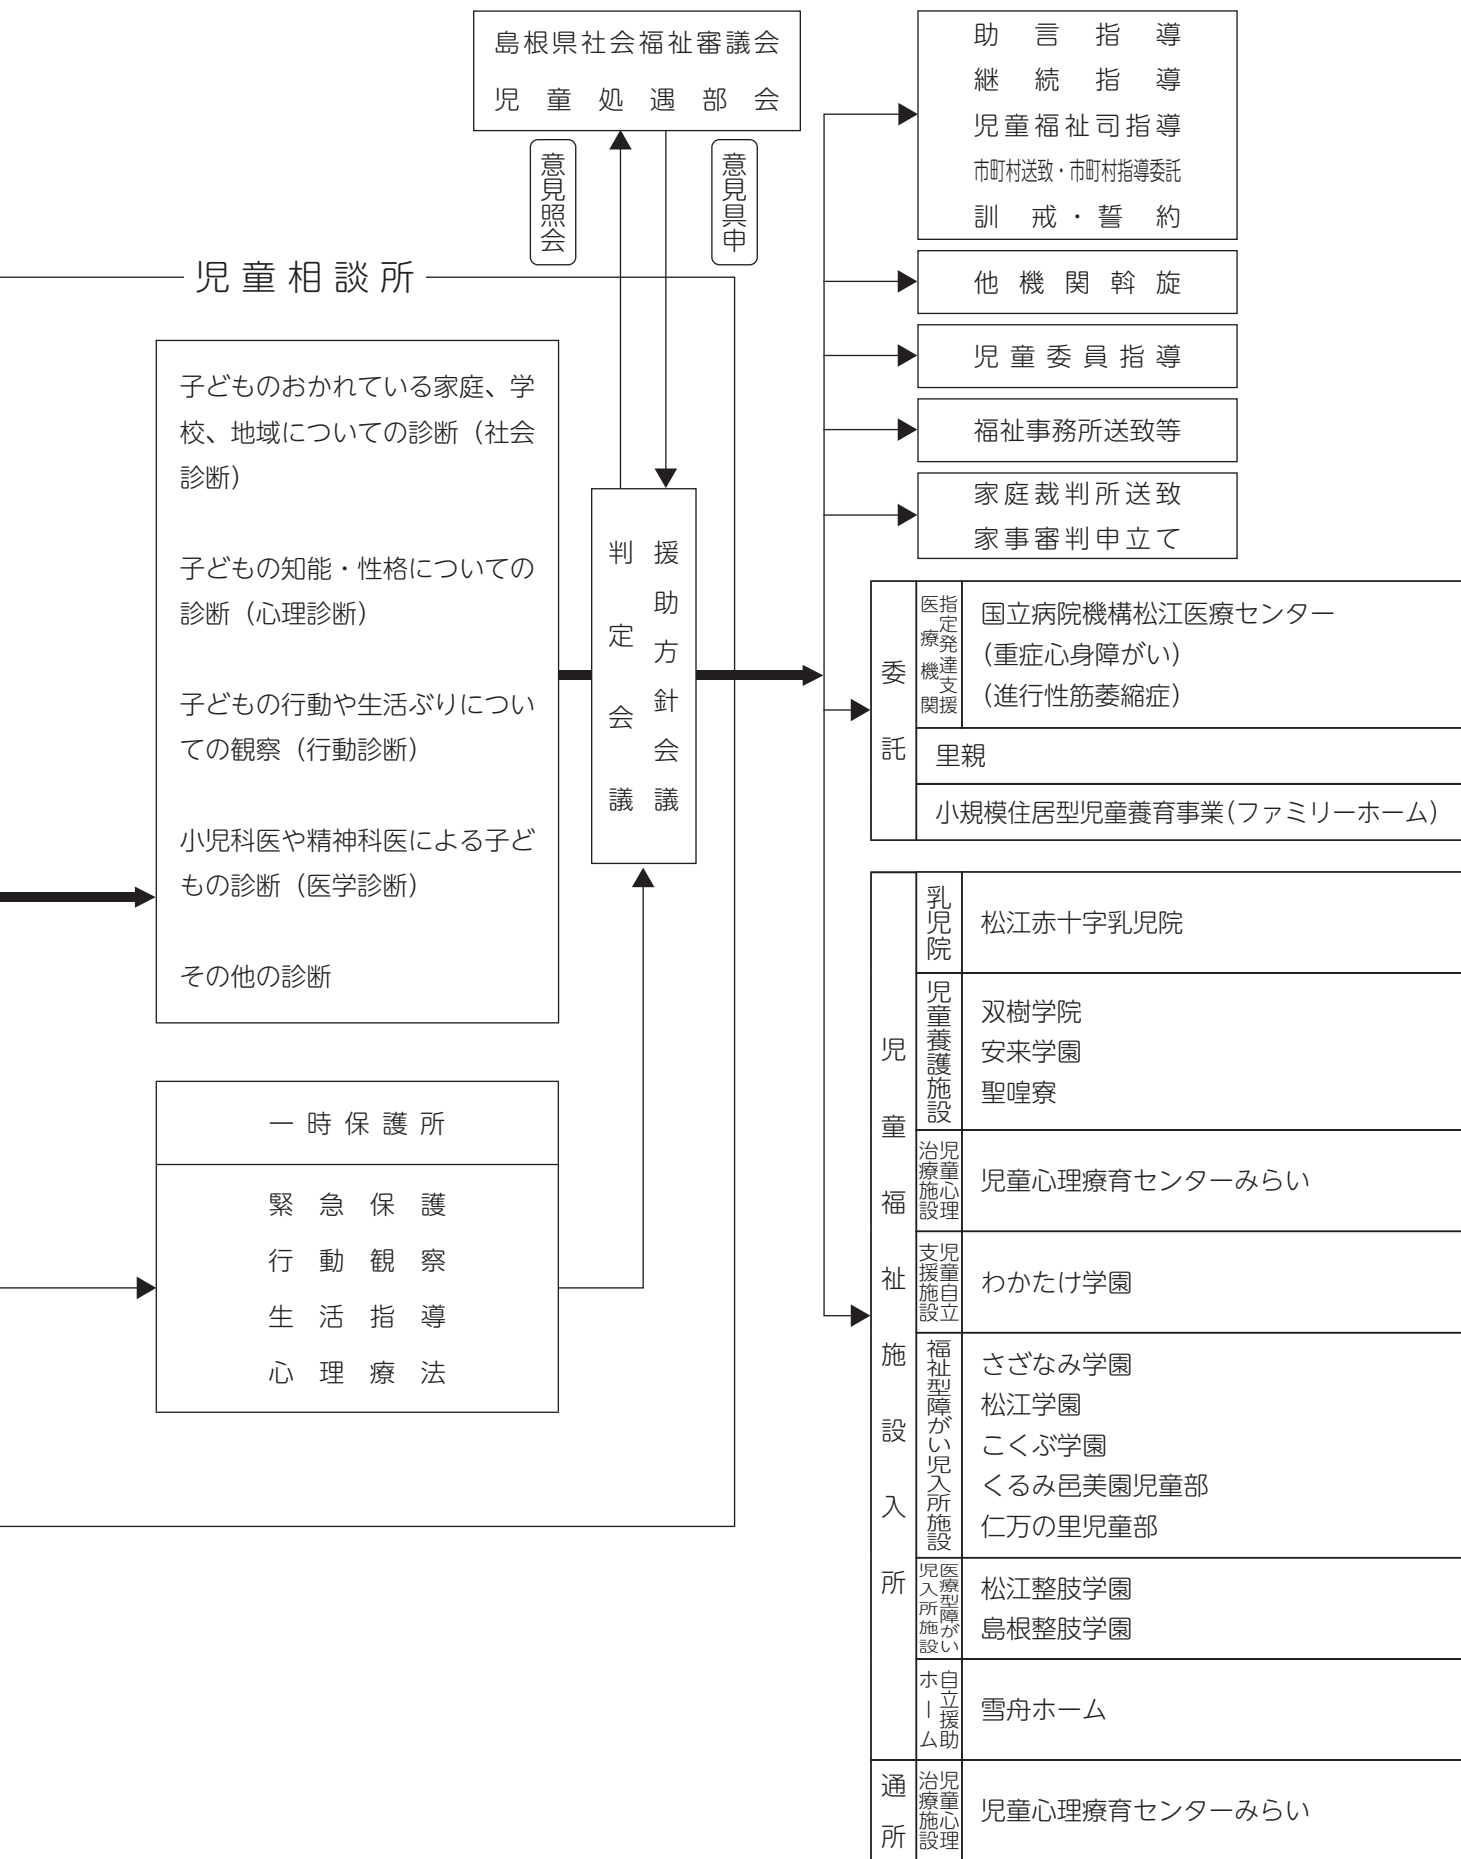 島根県社会福祉審議会
児童処遇部会
意見照会
意見具申
児童相談所
子どものおかれている家庭、学
校、地域についての診断（社会
診断）
子どもの知能・性格についての
診断（心理診断）
子どもの行動や生活ぶりについ
ての観察（行動診断）
小児科医や精神科医による子ど
もの診断（医学診断）
その他の診断
援助方針会議
判定会議
一時保護所
緊急保護
行動観察
生活指導
心理療法
助言指導
継続指導
児童福祉司指導
市町村送致・市町村指導委託
訓戒・誓約
他機関斡旋
児童委員指導
福祉事務所送致等
家庭裁判所送致
家事審判申立て
委託
指定発達支援
医療機関
国立病院機構松江医療センター
(重症心身障がい)
(進行性筋萎縮症)
里親
小規模住居型児童養育事業(ファミリーホーム)
児童福祉施設入所
乳児院
松江赤十字乳児院
児童養護施設
双樹学院
安来学園
聖喤寮
児童心理
治療施設
児童心理療育センターみらい
児童自立
支援施設
わかたけ学園
福祉型障がい児入所施設
さざなみ学園
松江学園
こくぶ学園
くるみ邑美園児童部
仁万の里児童部
医療型障がい
児入所施設
松江整肢学園
島根整肢学園
自立援助
ホーム
雪舟ホーム
通所
児童心理
治療施設
児童心理療育センターみらい